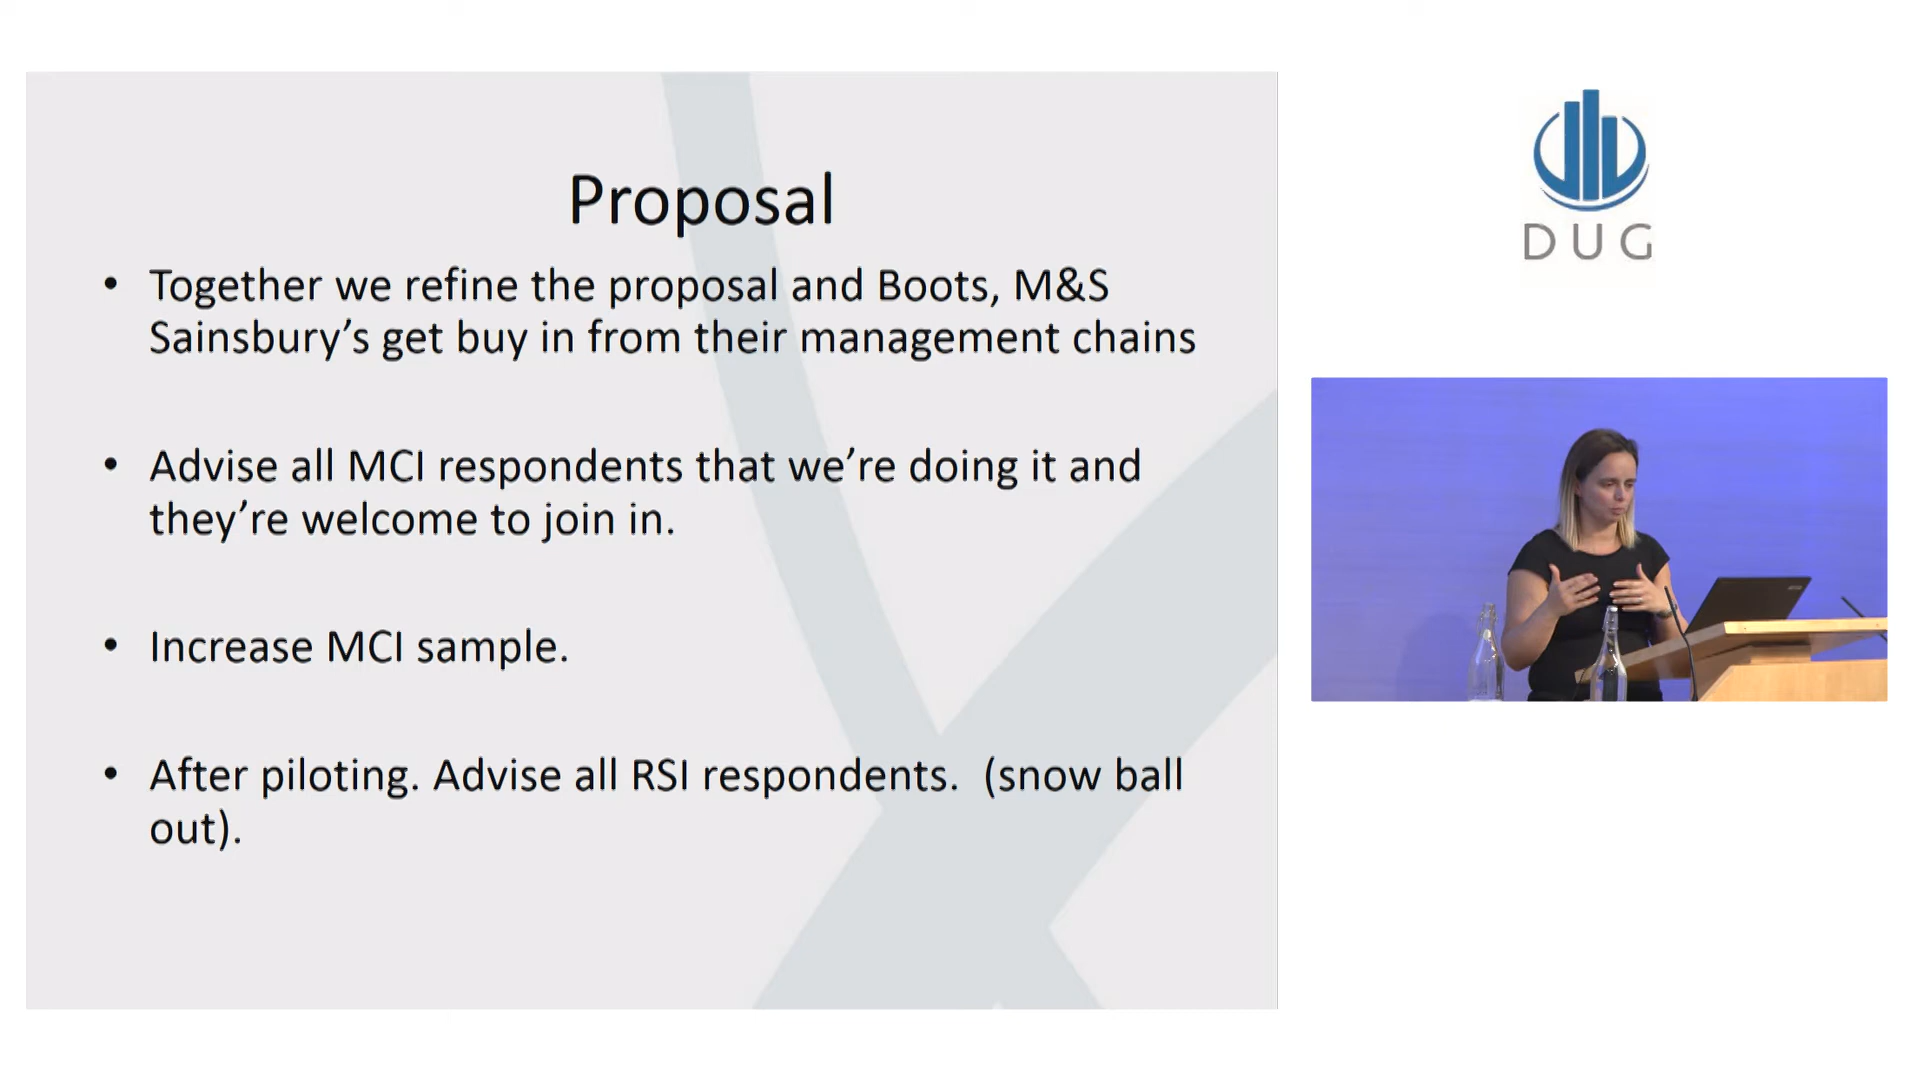 Proposal
• Together we refine the proposal and Boots, M&S
Sainsbury’s get buy in from their management chains
• Advise all MCI respondents that we’re doing it and
they’re welcome to join in.
• Increase MCI sample.
• After piloting. Advise all RSI respondents.  (snow ball
out).
DUG